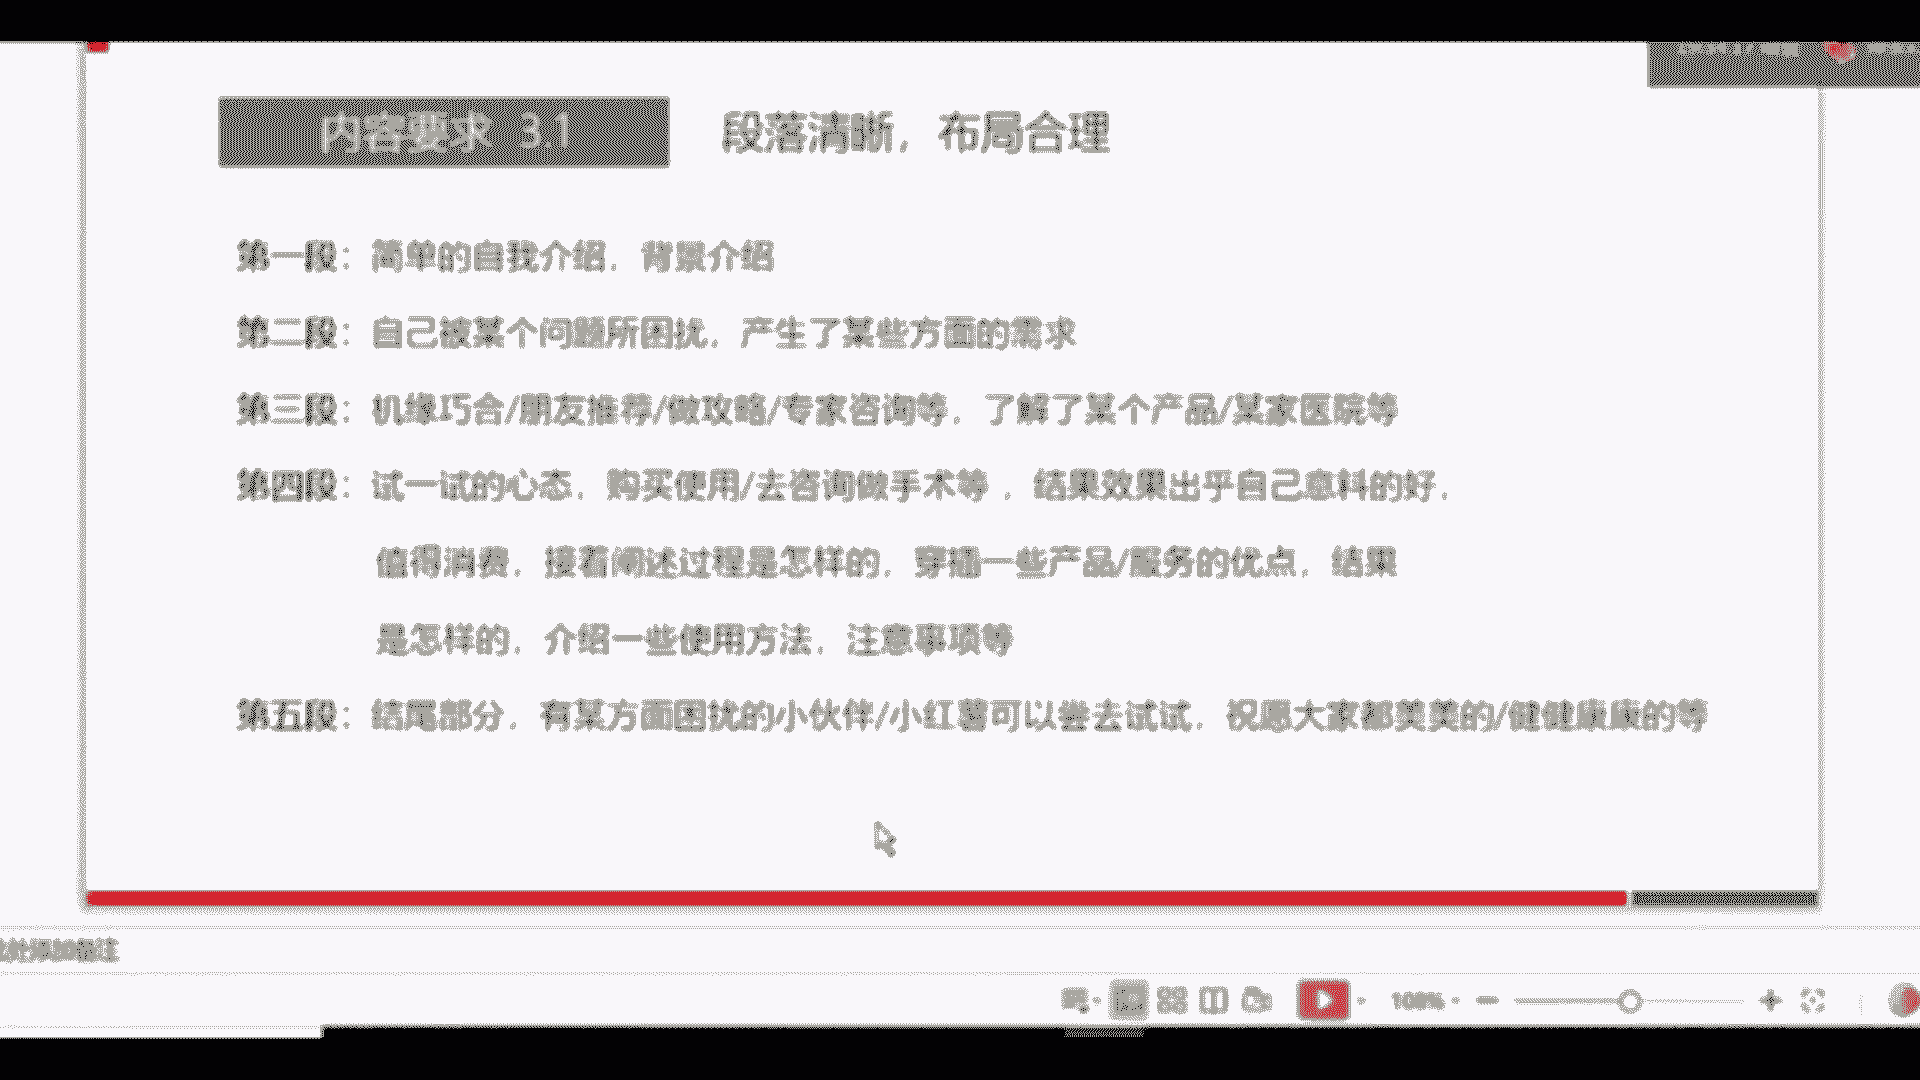 内容要求 3.1
段落清晰，布局合理
第一段：简单的自我介绍，背景介绍
第二段：自己被某个问题所困扰，产生了某些方面的需求
第三段：机缘巧合/朋友推荐/做攻略/专家咨询等，了解了某个产品/某家医院等
第四段：试一试的心态，购买使用/去咨询做手术等，结果效果出乎自己意料的好，
值得消费，接着阐述过程是怎样的，穿插一些产品/服务的优点，结果
是怎样的，介绍一些使用方法，注意事项等
第五段：结尾部分，有某方面困扰的小伙伴/小红薯可以尝去试试，祝愿大家都美美的/健健康康的等
添加备注
100%